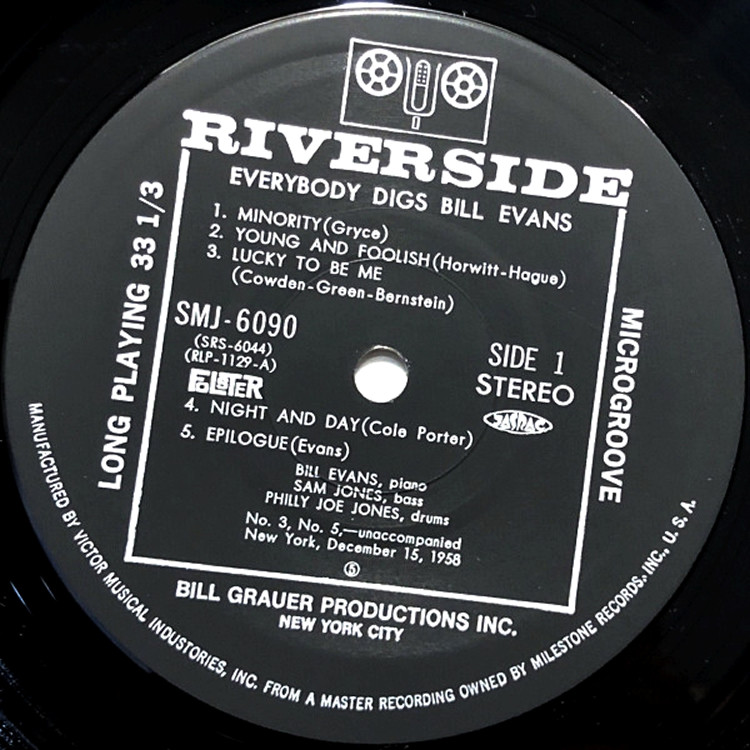 RIVERSIDE
EVERYBODY DIGS BILL EVANS
1. MINORITY (Gryce)
2. YOUNG AND FOOLISH (Horwitt-Hague)
3. LUCKY TO BE ME
(Cowden-Green-Bernstein)
SMJ-6090
(SRS-6044)
(RLP-1129-A)
SIDE 1
STEREO
JASRAC
4. NIGHT AND DAY (Cole Porter)
5. EPILOGUE (Evans)
BILL EVANS, piano
SAM JONES, bass
PHILLY JOE JONES, drums
No. 3, No. 5,—unaccompanied
New York, December 15, 1958
BILL GRAUER PRODUCTIONS INC.
NEW YORK CITY
LONG PLAYING 33 1/3
MICROGROOVE
MANUFACTURED BY VICTOR MUSICAL INDUSTORIES, INC. FROM A MASTER RECORDING OWNED BY MILESTONE RECORDS, INC., U. S. A.